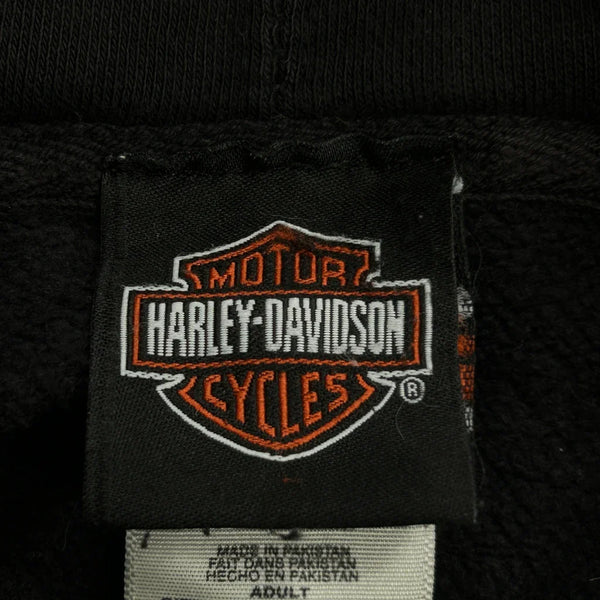 MOTOR
HARLEY-DAVIDSON
CYCLES
®
MADE IN PAKISTAN
FAIT DANS PAKISTAN
HECHO EN PAKISTAN
ADULT